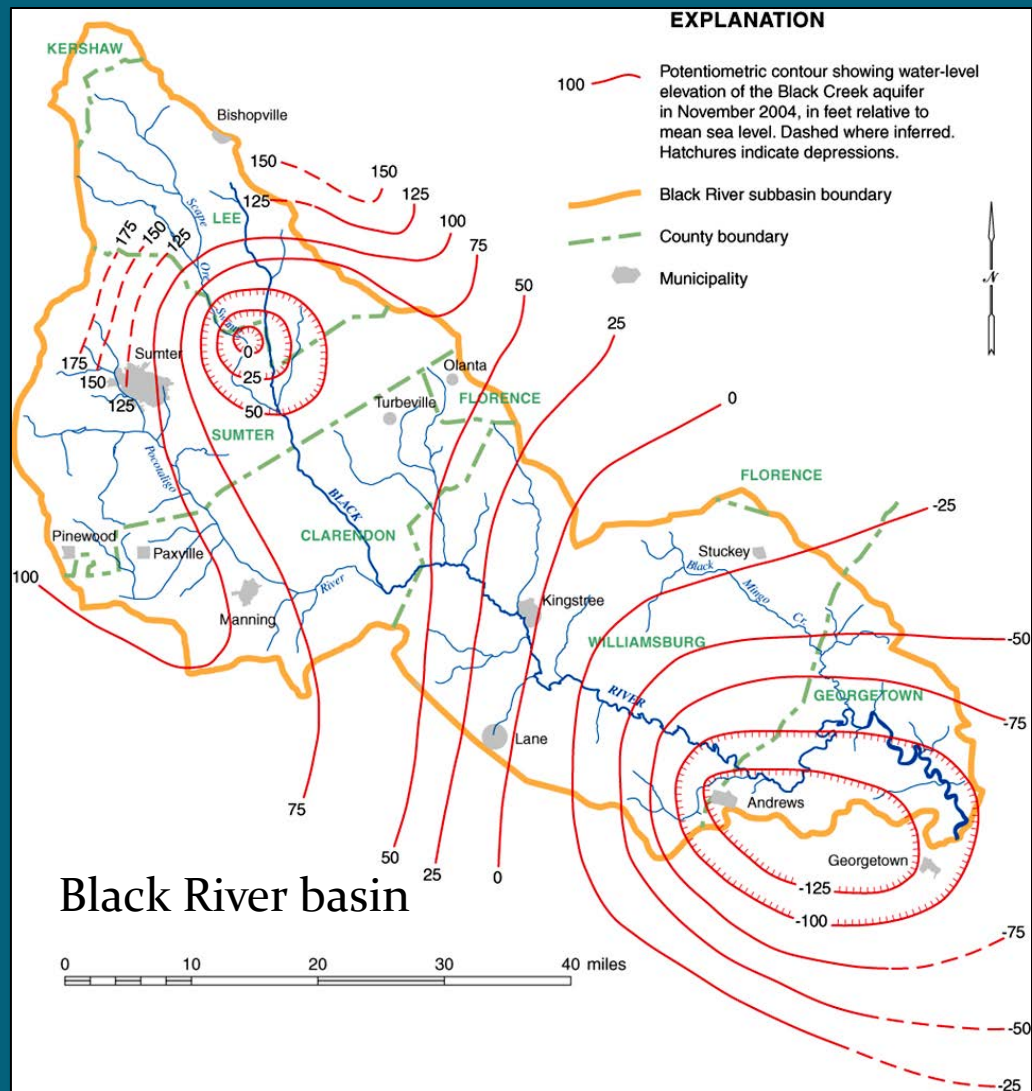 EXPLANATION
100
Potentiometric contour showing water-level
elevation of the Black Creek aquifer
in November 2004, in feet relative to
mean sea level. Dashed where inferred.
Hatchures indicate depressions.
Black River subbasin boundary
County boundary
Municipality
N
KERSHAW
Bishopville
150
150
125
125
100
75
LEE
Scape
Ore
Swamp
175
150
125
50
25
0
175
150
125
Sumter
0
25
50
SUMTER
Olanta
FLORENCE
Turbeville
Pocotaligo
BLACK
FLORENCE
-25
CLARENDON
Pinewood
Paxville
Stuckey
Black
Mingo
Cr.
100
River
Manning
Kingstree
WILLIAMSBURG
-50
GEORGETOWN
RIVER
-75
Lane
Andrews
75
Georgetown
50
25
0
-125
-100
-75
-50
-25
Black River basin
0 10 20 30 40 miles